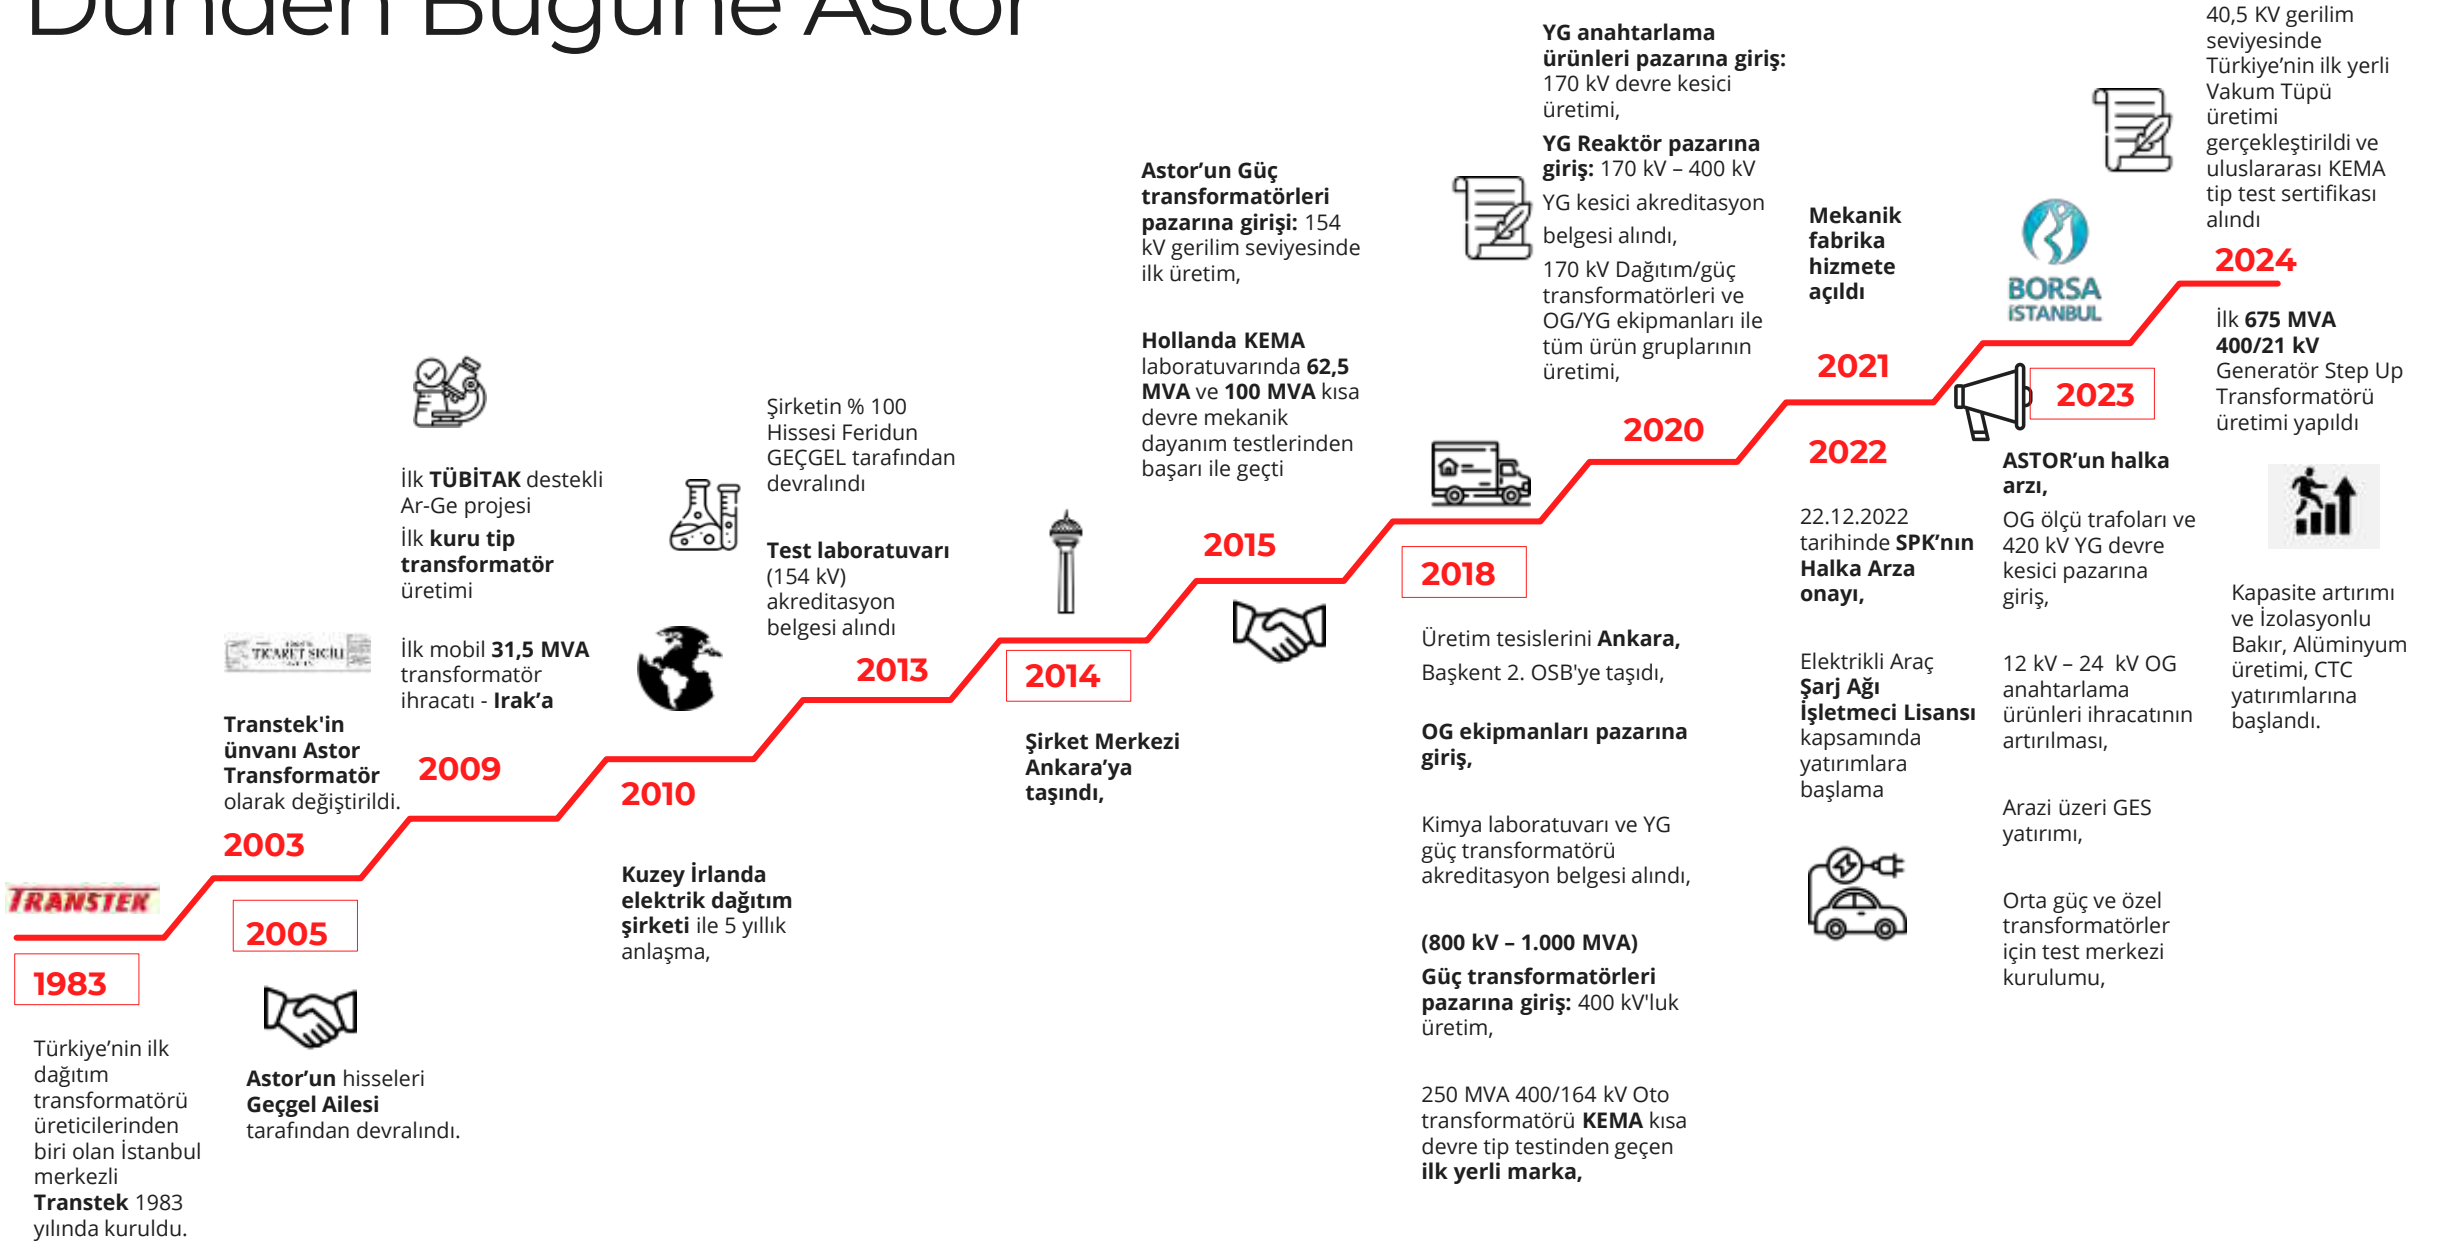 Dünden Bugüne Astor
TRANSTEK
1983
Türkiye’nin ilk
dağıtım
transformatörü
üreticilerinden
biri olan İstanbul
merkezli
Transtek 1983
yılında kuruldu.
TİCARET SİCİLİ
Transtek'in
ünvanı Astor
Transformatör
olarak değiştirildi.
2003
2005
Astor’un hisseleri
Geçgel Ailesi
tarafından devralındı.
İlk TÜBİTAK destekli
Ar-Ge projesi
İlk kuru tip
transformatör
üretimi
İlk mobil 31,5 MVA
transformatör
ihracatı - Irak’a
2009
2010
Kuzey İrlanda
elektrik dağıtım
şirketi ile 5 yıllık
anlaşma,
Şirketin % 100
Hissesi Feridun
GEÇGEL tarafından
devralındı
Test laboratuvarı
(154 kV)
akreditasyon
belgesi alındı
2013
2014
Şirket Merkezi
Ankara’ya
taşındı,
Astor’un Güç
transformatörleri
pazarına girişi: 154
kV gerilim seviyesinde
ilk üretim,
Hollanda KEMA
laboratuvarında 62,5
MVA ve 100 MVA kısa
devre mekanik
dayanım testlerinden
başarı ile geçti
2015
2018
Üretim tesislerini Ankara,
Başkent 2. OSB'ye taşıdı,
OG ekipmanları pazarına
giriş,
Kimya laboratuvarı ve YG
güç transformatörü
akreditasyon belgesi alındı,
(800 kV – 1.000 MVA)
Güç transformatörleri
pazarına giriş: 400 kV'luk
üretim,
250 MVA 400/164 kV Oto
transformatörü KEMA kısa
devre tip testinden geçen
ilk yerli marka,
YG anahtarlama
ürünleri pazarına giriş:
170 kV devre kesici
üretimi,
YG Reaktör pazarına
giriş: 170 kV – 400 kV
YG kesici akreditasyon
belgesi alındı,
170 kV Dağıtım/güç
transformatörleri ve
OG/YG ekipmanları ile
tüm ürün gruplarının
üretimi,
2020
Mekanik
fabrika
hizmete
açıldı
2021
2022
22.12.2022
tarihinde SPK’nın
Halka Arza
onayı,
Elektrikli Araç
Şarj Ağı
İşletmeci Lisansı
kapsamında
yatırımlara
başlama
BORSA
İSTANBUL
2023
ASTOR’un halka
arzı,
OG ölçü trafoları ve
420 kV YG devre
kesici pazarına
giriş,
12 kV – 24 kV OG
anahtarlama
ürünleri ihracatının
artırılması,
Arazi üzeri GES
yatırımı,
Orta güç ve özel
transformatörler
için test merkezi
kurulumu,
40,5 KV gerilim
seviyesinde
Türkiye’nin ilk yerli
Vakum Tüpü
üretimi
gerçekleştirildi ve
uluslararası KEMA
tip test sertifikası
alındı
2024
İlk 675 MVA
400/21 kV
Generatör Step Up
Transformatörü
üretimi yapıldı
Kapasite artırımı
ve İzolasyonlu
Bakır, Alüminyum
üretimi, CTC
yatırımlarına
başlandı.